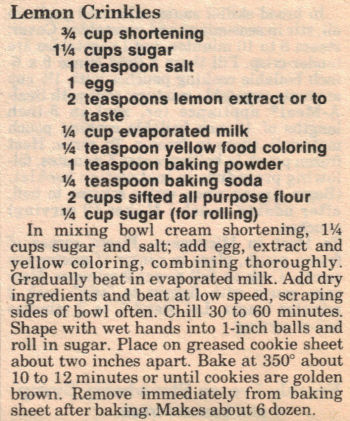 Lemon Crinkles
¾ cup shortening
1¼ cups sugar
1 teaspoon salt
1 egg
2 teaspoons lemon extract or to
taste
¼ cup evaporated milk
¼ teaspoon yellow food coloring
1 teaspoon baking powder
¼ teaspoon baking soda
2 cups sifted all purpose flour
¼ cup sugar (for rolling)
In mixing bowl cream shortening, 1¼
cups sugar and salt; add egg, extract and
yellow coloring, combining thoroughly.
Gradually beat in evaporated milk. Add dry
ingredients and beat at low speed, scraping
sides of bowl often. Chill 30 to 60 minutes.
Shape with wet hands into 1-inch balls and
roll in sugar. Place on greased cookie sheet
about two inches apart. Bake at 350° about
10 to 12 minutes or until cookies are golden
brown. Remove immediately from baking
sheet after baking. Makes about 6 dozen.